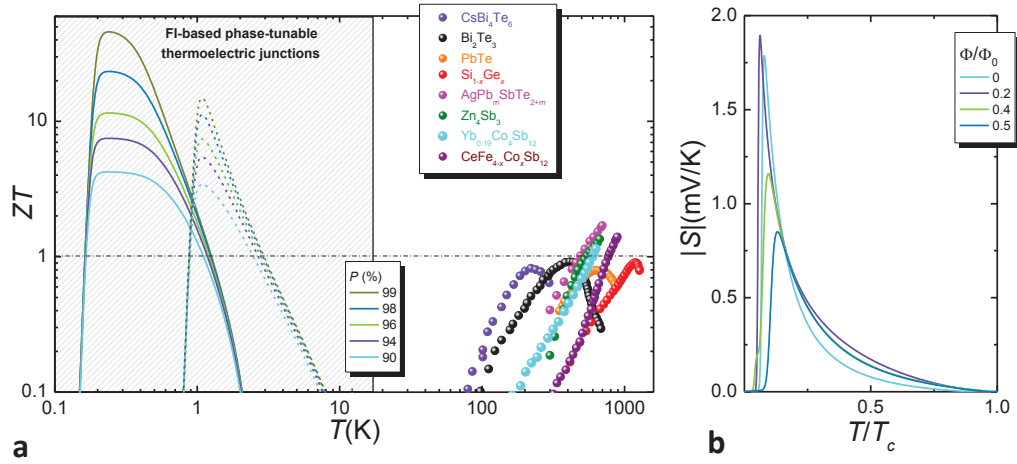 FI-based phase-tunable
thermoelectric junctions
CsBi₄Te₆
Bi₂Te₃
PbTe
Si₁₋ₓGeₓ
AgPbₘSbTe₂₊ₘ
Zn₄Sb₃
Yb₀.₁₉Co₄Sb₁₂
CeFe₄₋ₓCoₓSb₁₂
ZT
10
1
0.1
P (%)
99
98
96
94
90
0.1 1 10 100 1000
T(K)
a
Φ/Φ₀
0
0.2
0.4
0.5
|S|(mV/K)
2.0
1.5
1.0
0.5
0.0
0.5 1.0
T/T꜀
b